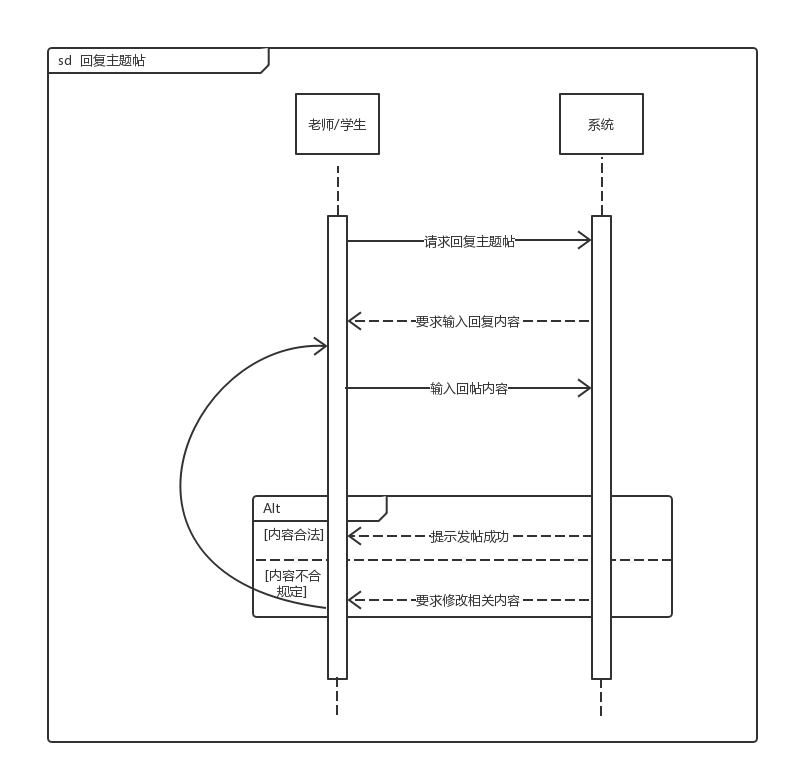 sd 回复主题帖
老师/学生
系统
请求回复主题帖
要求输入回复内容
输入回帖内容
Alt
[内容合法]
提示发帖成功
[内容不合
规定]
要求修改相关内容